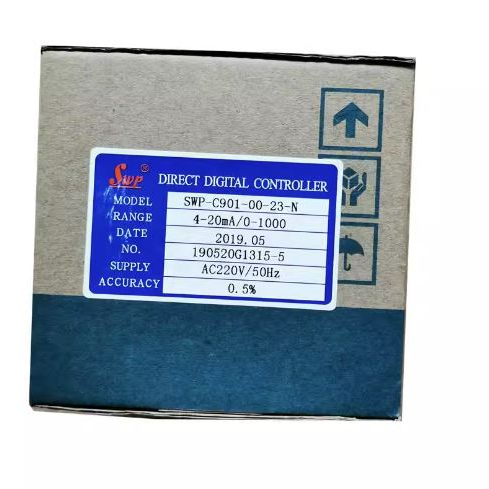 Swp ® DIRECT DIGITAL CONTROLLER
MODEL SWP-C901-00-23-N
RANGE 4-20mA/0-1000
DATE 2019.05
NO. 190520G1315-5
SUPPLY AC220V/50Hz
ACCURACY 0.5%